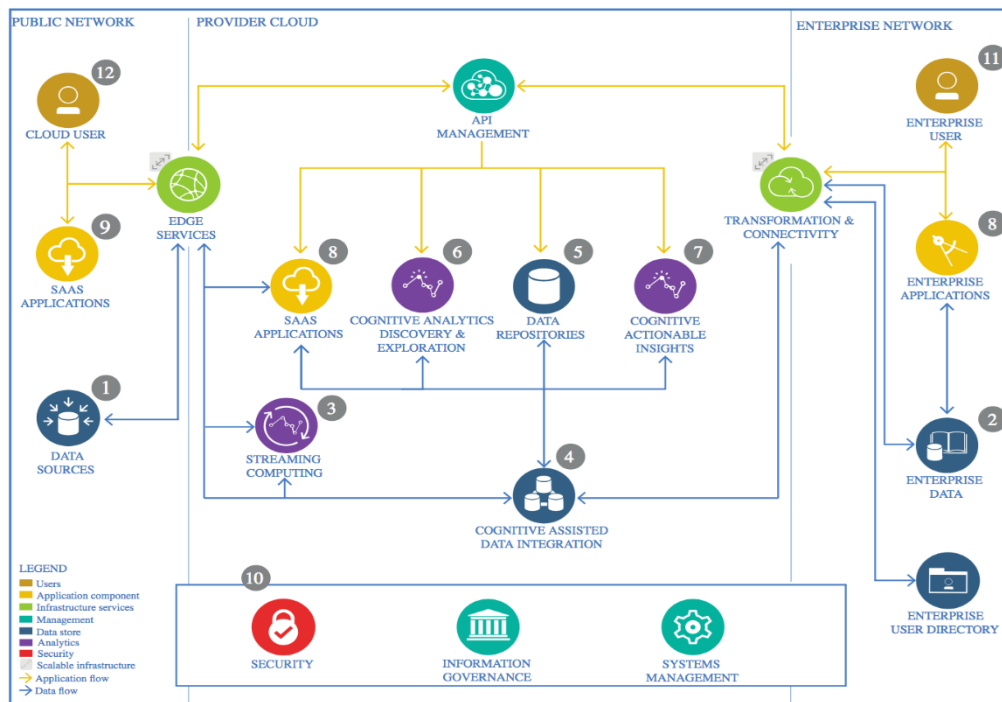 PUBLIC NETWORK
PROVIDER CLOUD
ENTERPRISE NETWORK
12
CLOUD USER
API
MANAGEMENT
11
ENTERPRISE
USER
EDGE
SERVICES
TRANSFORMATION &
CONNECTIVITY
9
SAAS
APPLICATIONS
8
SAAS
APPLICATIONS
6
COGNITIVE ANALYTICS
DISCOVERY &
EXPLORATION
5
DATA
REPOSITORIES
7
COGNITIVE
ACTIONABLE
INSIGHTS
8
ENTERPRISE
APPLICATIONS
1
DATA
SOURCES
3
STREAMING
COMPUTING
4
COGNITIVE ASSISTED
DATA INTEGRATION
2
ENTERPRISE
DATA
ENTERPRISE
USER DIRECTORY
LEGEND
Users
Application component
Infrastructure services
Management
Data store
Analytics
Security
Scalable infrastructure
Application flow
Data flow
10
SECURITY
INFORMATION
GOVERNANCE
SYSTEMS
MANAGEMENT